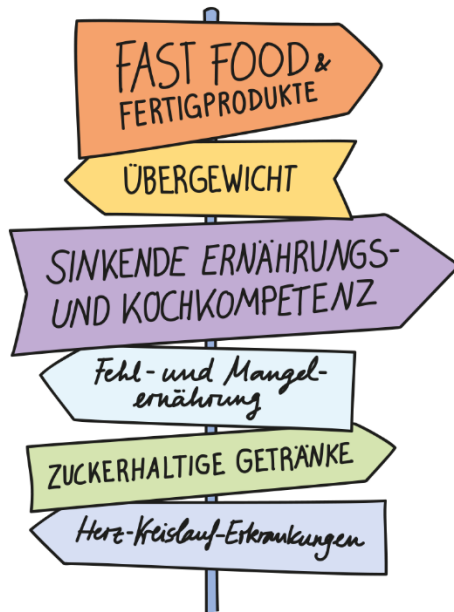 FAST FOOD &
FERTIGPRODUKTE
ÜBERGEWICHT
SINKENDE ERNÄHRUNGS-
UND KOCHKOMPETENZ
Fehl- und Mangel-
ernährung
ZUCKERHALTIGE GETRÄNKE
Herz-Kreislauf-Erkrankungen